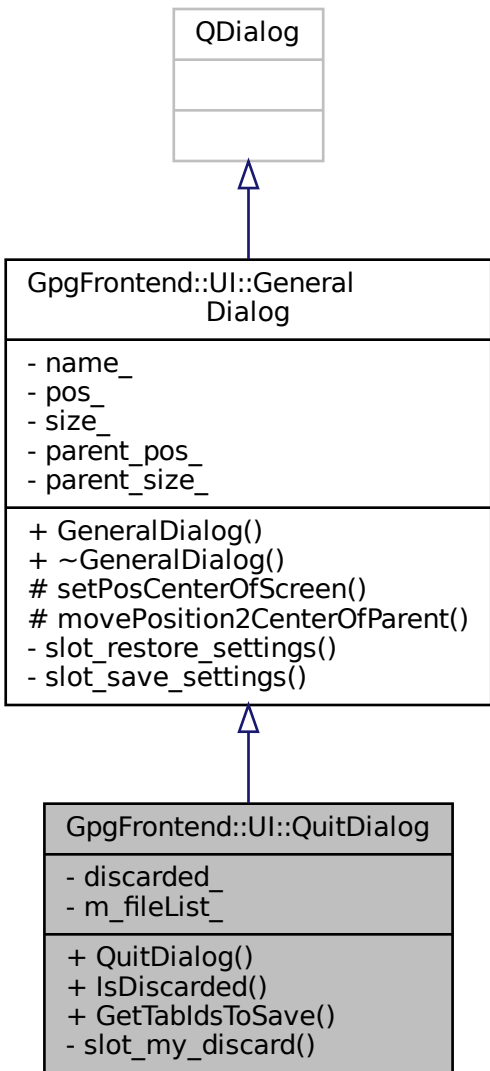 QDialog
GpgFrontend::UI::General
Dialog
- name_
- pos_
- size_
- parent_pos_
- parent_size_
+ GeneralDialog()
+ ~GeneralDialog()
# setPosCenterOfScreen()
# movePosition2CenterOfParent()
- slot_restore_settings()
- slot_save_settings()
GpgFrontend::UI::QuitDialog
- discarded_
- m_fileList_
+ QuitDialog()
+ IsDiscarded()
+ GetTabIdsToSave()
- slot_my_discard()